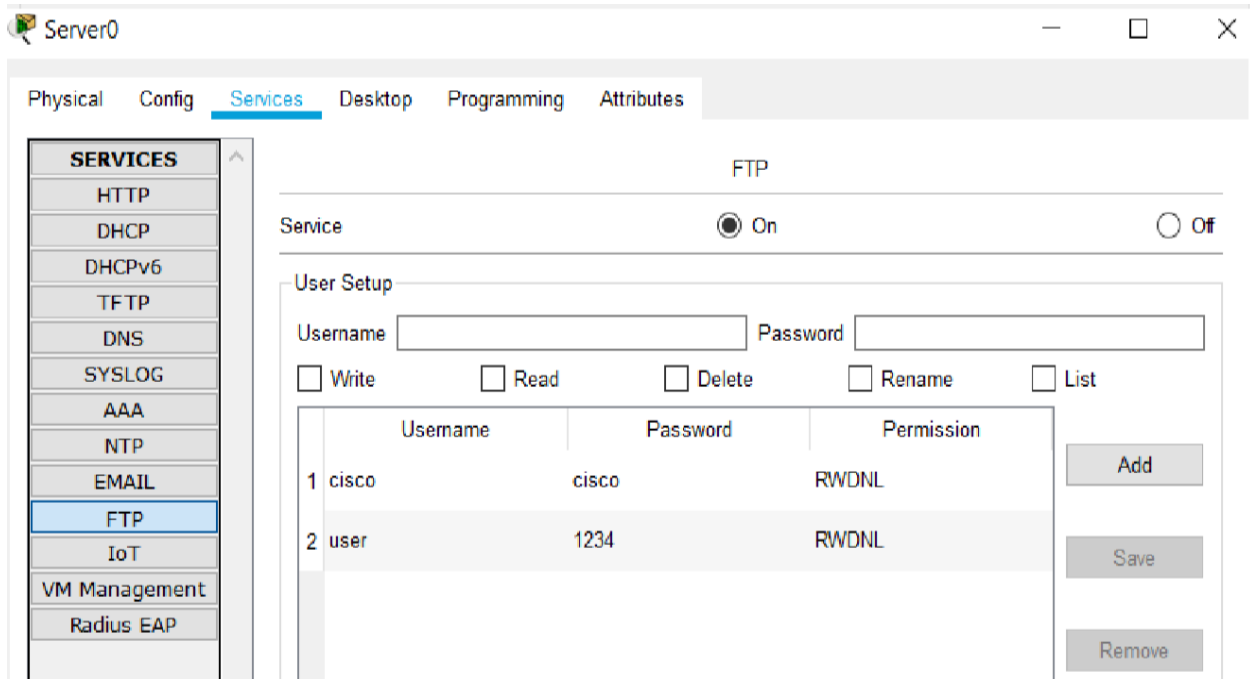 Server0
Physical Config Services Desktop Programming Attributes
SERVICES
HTTP
DHCP
DHCPv6
TFTP
DNS
SYSLOG
AAA
NTP
EMAIL
FTP
IoT
VM Management
Radius EAP
FTP
Service On Off
User Setup
Username Password
Write Read Delete Rename List
Username Password Permission
1 cisco cisco RWDNL
2 user 1234 RWDNL
Add
Save
Remove